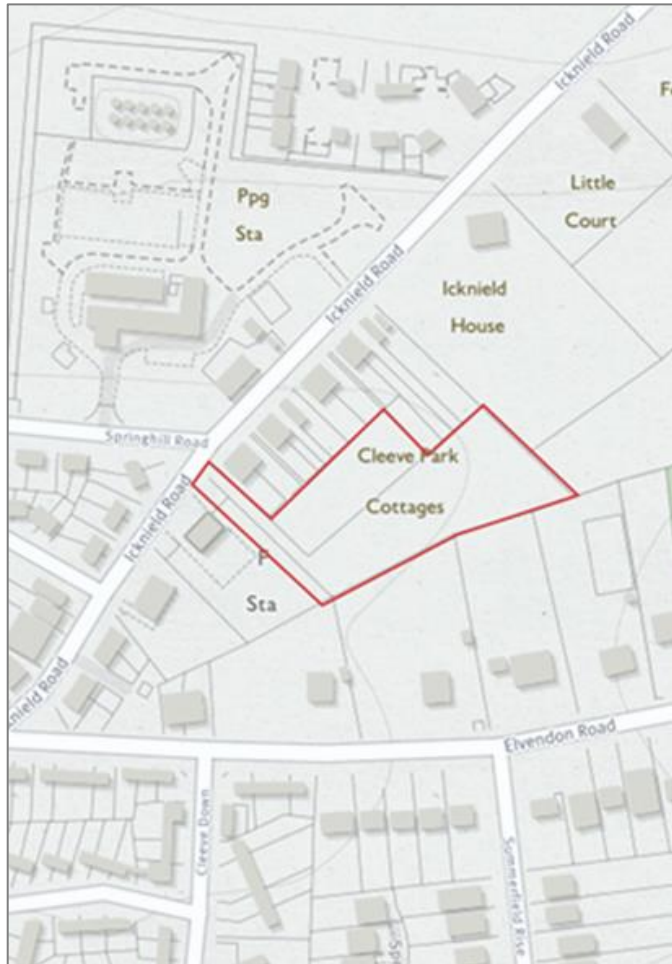 Icknield Road
F
Little
Court
Ppg
Sta
Icknield Road
Icknield
House
Springhill Road
Cleeve Park
Cottages
Icknield Road
F
Sta
knield Road
Elvendon Road
Cleeve Down
Summerfield Rise